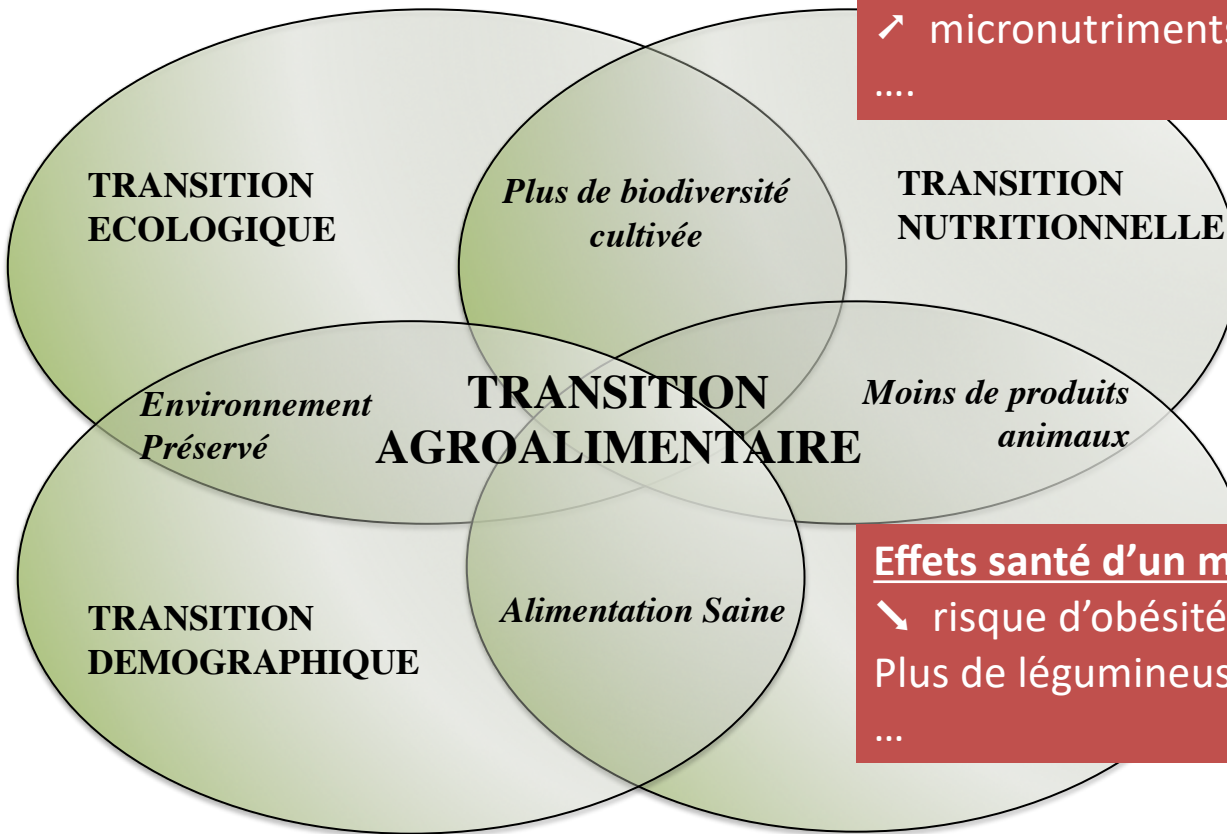 ↗ micronutriments
....
TRANSITION
ECOLOGIQUE
Plus de biodiversité
cultivée
TRANSITION
NUTRITIONNELLE
Environnement
Préservé
TRANSITION
AGROALIMENTAIRE
Moins de produits
animaux
TRANSITION
DEMOGRAPHIQUE
Alimentation Saine
Effets santé d’un m
↘ risque d’obésité
Plus de légumineus
...